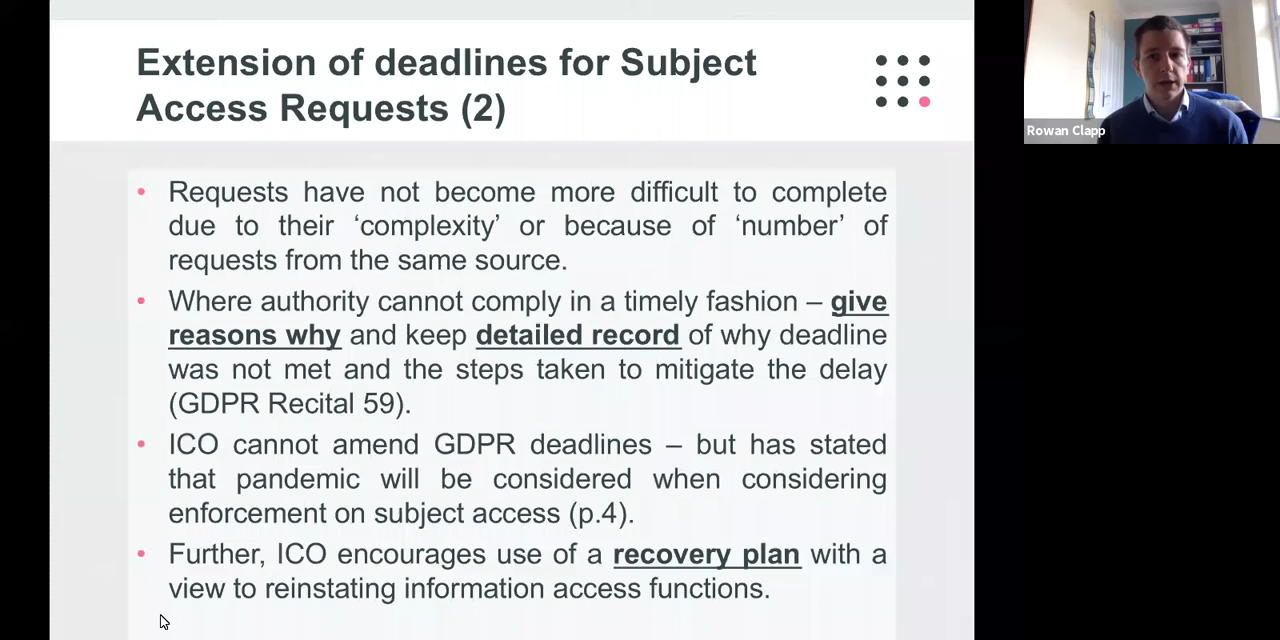 Extension of deadlines for Subject
Access Requests (2)
Rowan Clapp
• Requests have not become more difficult to complete
due to their ‘complexity’ or because of ‘number’ of
requests from the same source.
• Where authority cannot comply in a timely fashion – give
reasons why and keep detailed record of why deadline
was not met and the steps taken to mitigate the delay
(GDPR Recital 59).
• ICO cannot amend GDPR deadlines – but has stated
that pandemic will be considered when considering
enforcement on subject access (p.4).
• Further, ICO encourages use of a recovery plan with a
view to reinstating information access functions.